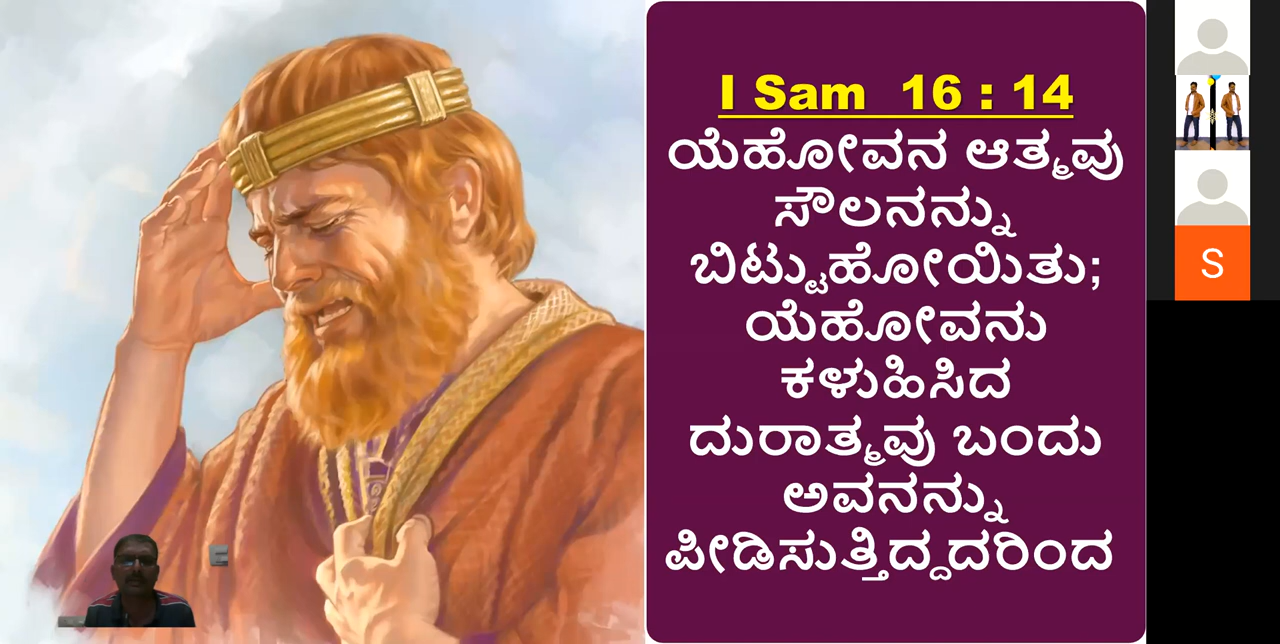 I Sam 16 : 14
ಯೆಹೋವನ ಆತ್ಮವು
ಸೌಲನನ್ನು
ಬಿಟ್ಟುಹೋಯಿತು;
ಯೆಹೋವನು
ಕಳುಹಿಸಿದ
ದುರಾತ್ಮವು ಬಂದು
ಅವನನ್ನು
ಪೀಡಿಸುತ್ತಿದ್ದದರಿಂದ
S